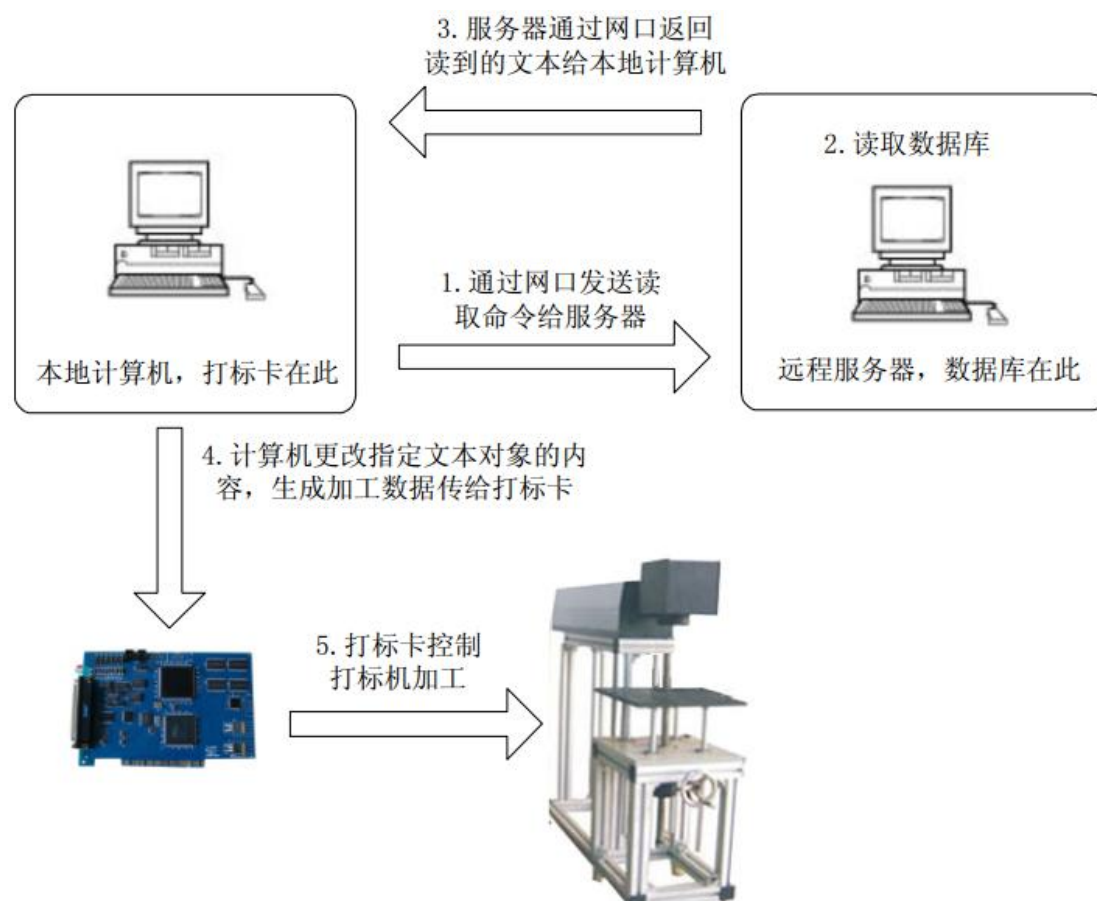 3.服务器通过网口返回
读到的文本给本地计算机
2.读取数据库
1.通过网口发送读
取命令给服务器
本地计算机，打标卡在此
远程服务器，数据库在此
4.计算机更改指定文本对象的内
容，生成加工数据传给打标卡
5.打标卡控制
打标机加工